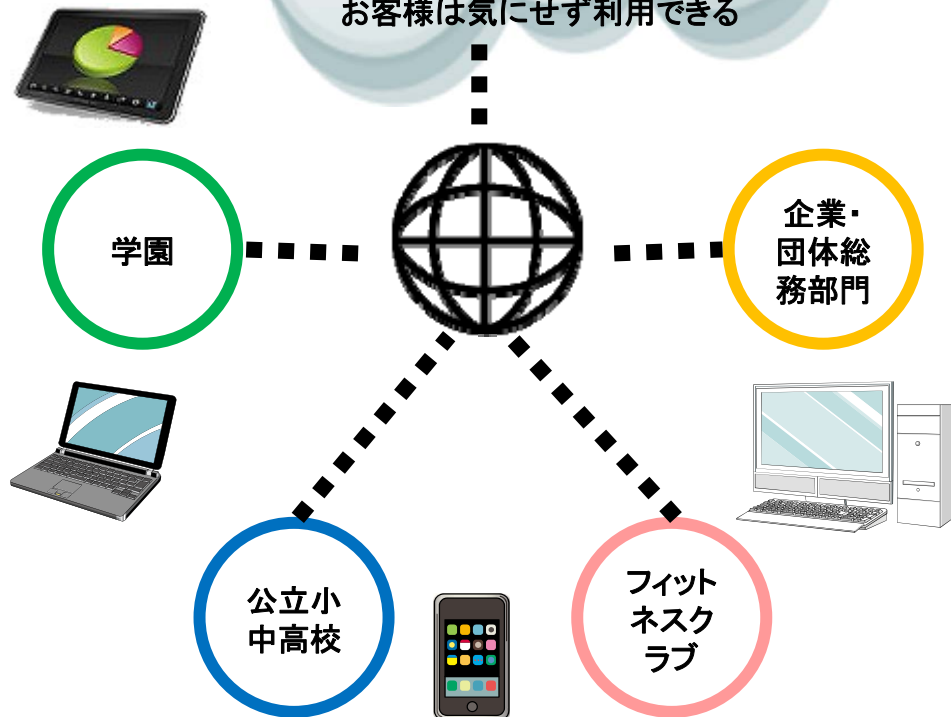 お客様は気にせず利用できる
学園
企業・
団体総
務部門
公立小
中高校
フィット
ネスク
ラブ